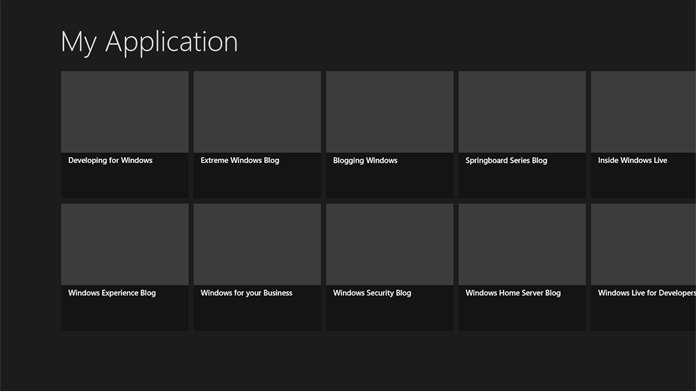 My Application
Developing for Windows
Extreme Windows Blog
Blogging Windows
Springboard Series Blog
Inside Windows Live
Windows Experience Blog
Windows for your Business
Windows Security Blog
Windows Home Server Blog
Windows Live for Developers